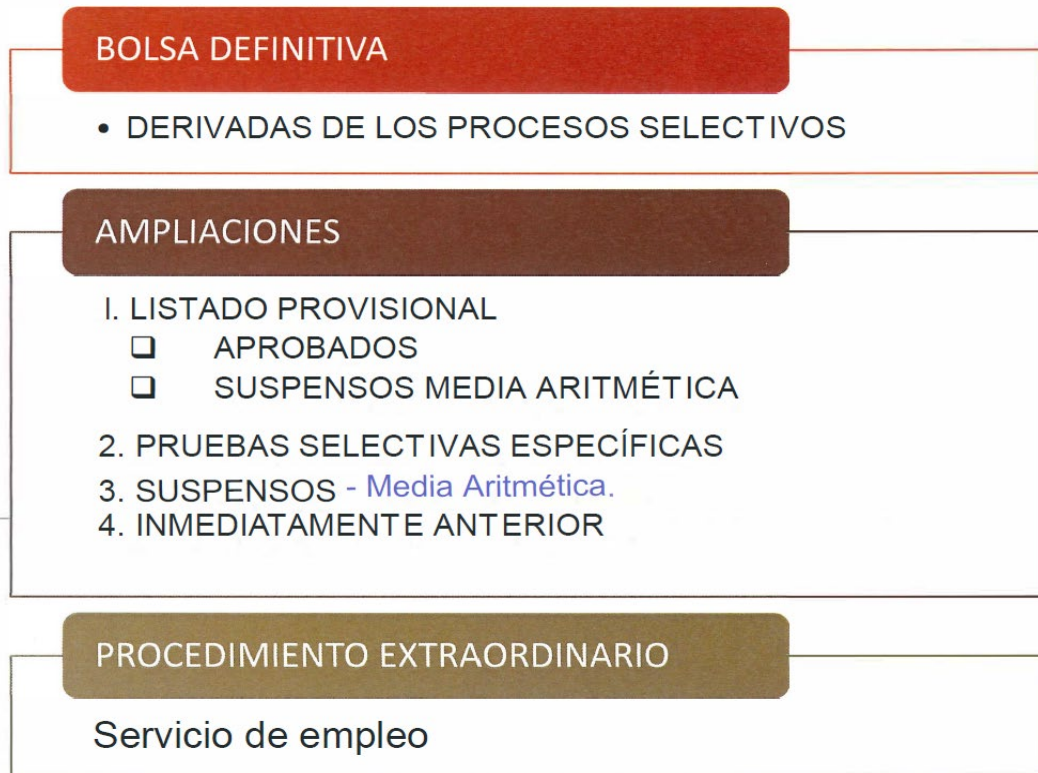 BOLSA DEFINITIVA
• DERIVADAS DE LOS PROCESOS SELECTIVOS
AMPLIACIONES
I. LISTADO PROVISIONAL
❑ APROBADOS
❑ SUSPENSOS MEDIA ARITMÉTICA
2. PRUEBAS SELECTIVAS ESPECÍFICAS
3. SUSPENSOS - Media Aritmética.
4. INMEDIATAMENTE ANTERIOR
PROCEDIMIENTO EXTRAORDINARIO
Servicio de empleo